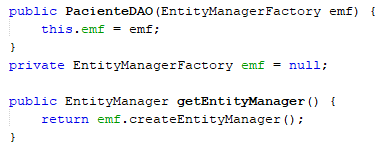 public PacienteDAO(EntityManagerFactory emf) {
    this.emf = emf;
}
private EntityManagerFactory emf = null;

public EntityManager getEntityManager() {
    return emf.createEntityManager();
}